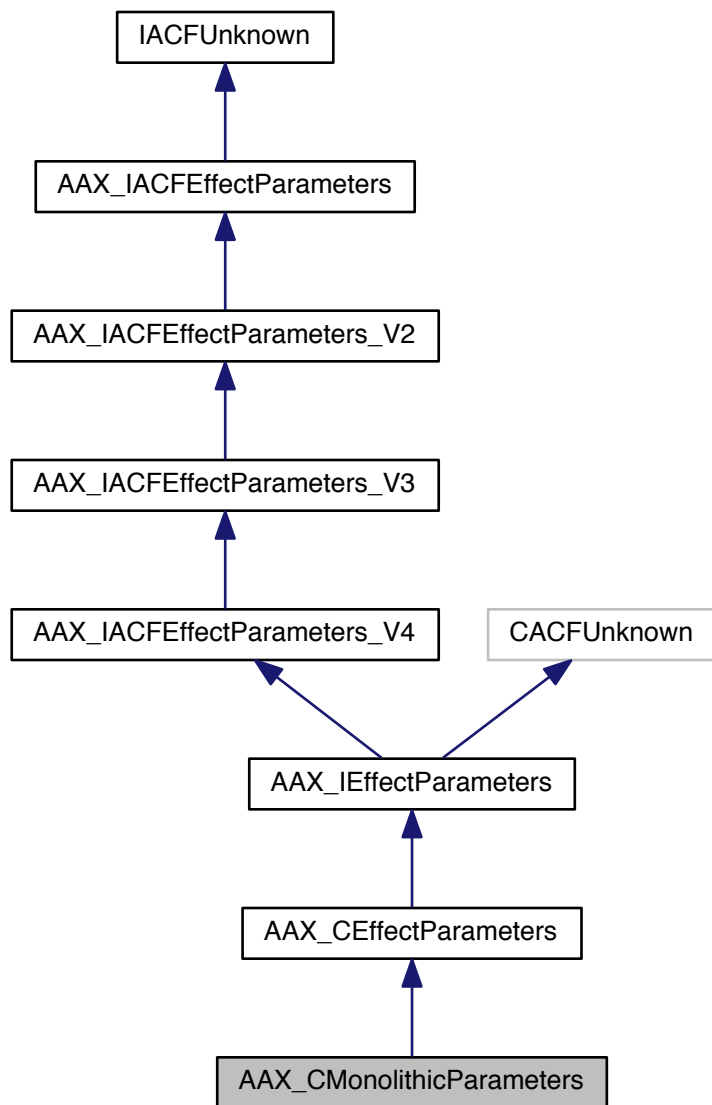 IACFUnknown
AAX_IACFEffectParameters
AAX_IACFEffectParameters_V2
AAX_IACFEffectParameters_V3
AAX_IACFEffectParameters_V4
CACFUnknown
AAX_IEffectParameters
AAX_CEffectParameters
AAX_CMonolithicParameters